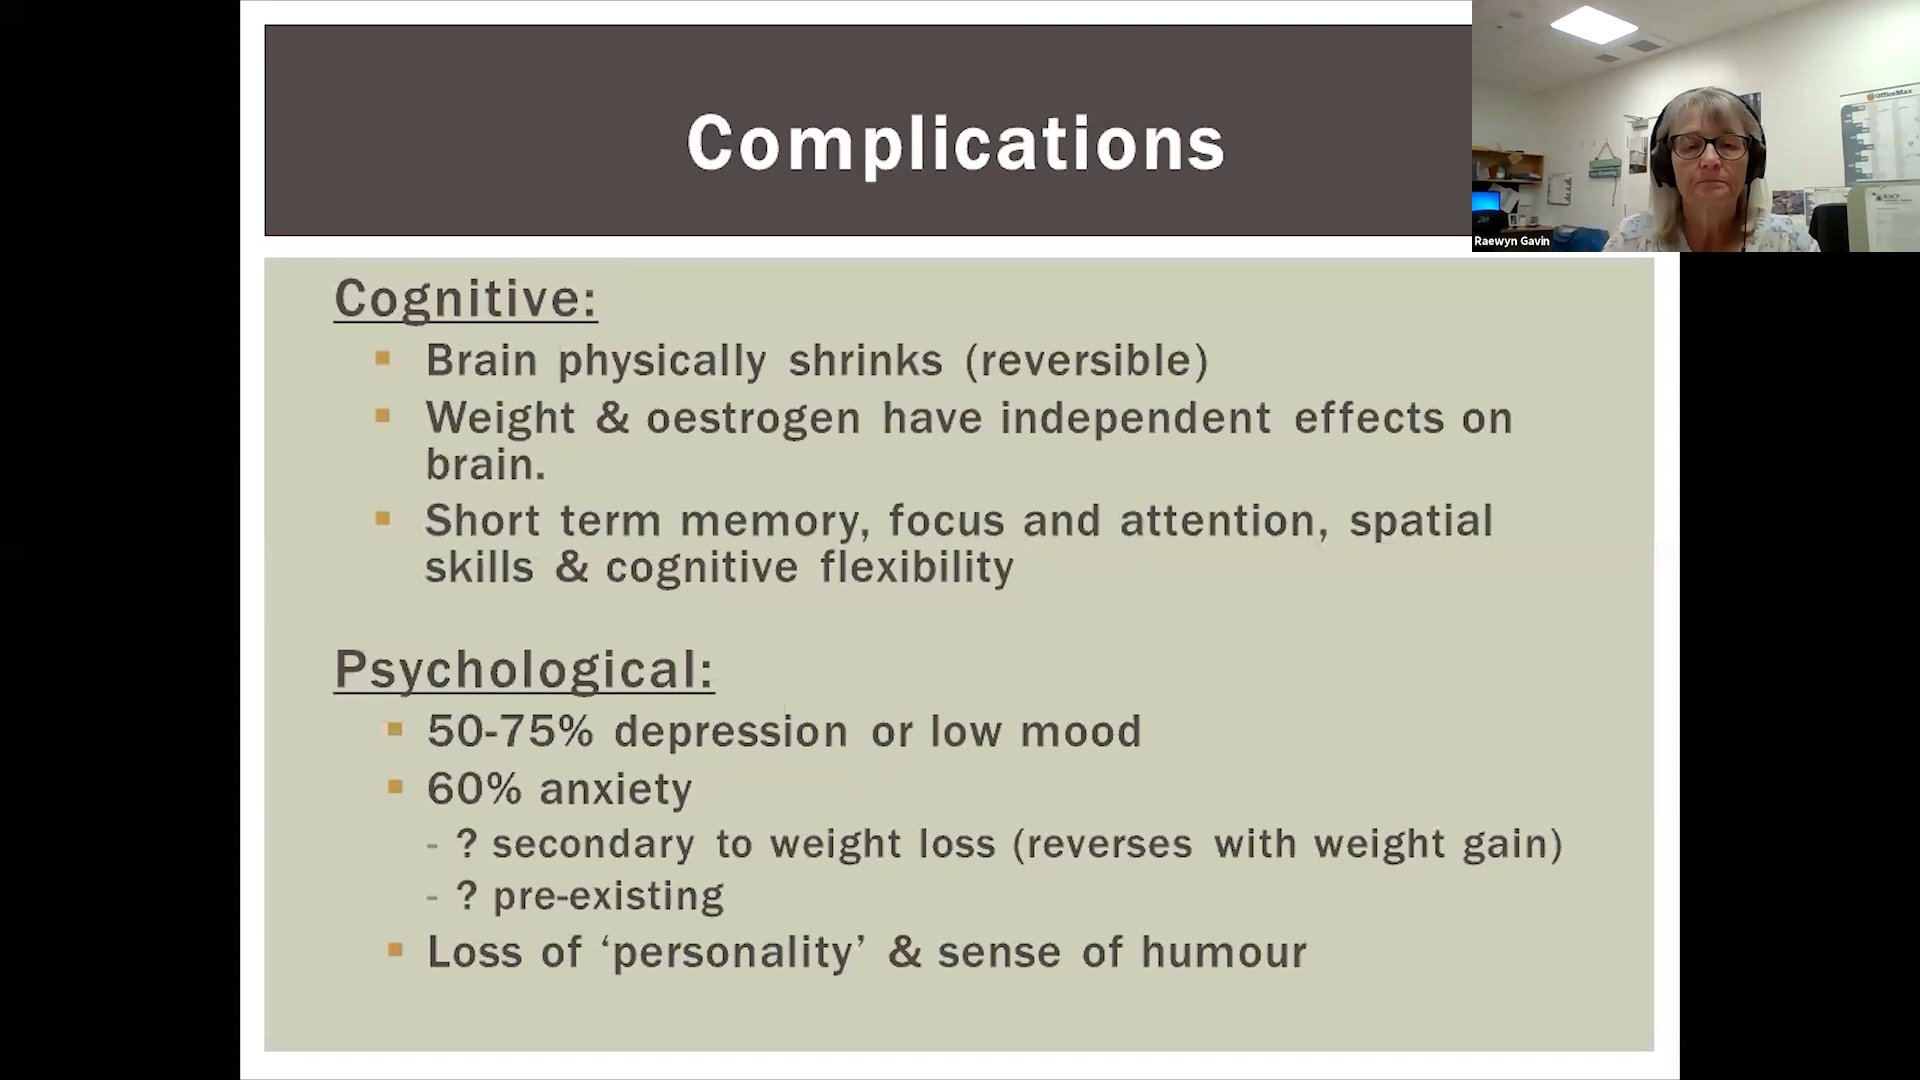 Complications
OfficeMax
Raewyn Gavin
Cognitive:
Brain physically shrinks (reversible)
Weight & oestrogen have independent effects on
brain.
Short term memory, focus and attention, spatial
skills & cognitive flexibility
Psychological:
50-75% depression or low mood
60% anxiety
- ? secondary to weight loss (reverses with weight gain)
- ? pre-existing
Loss of ‘personality’ & sense of humour